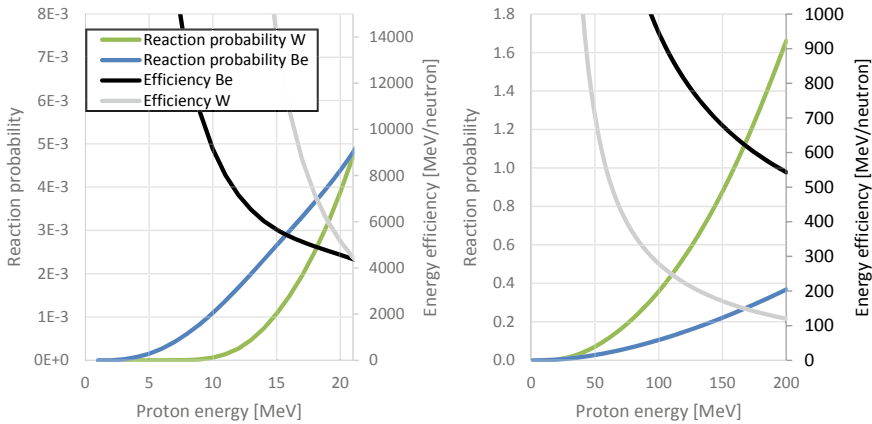 8E-3
7E-3
6E-3
5E-3
4E-3
3E-3
2E-3
1E-3
0E+0
Reaction probability
Reaction probability W
Reaction probability Be
Efficiency Be
Efficiency W
14000
12000
10000
8000
6000
4000
2000
0
Energy efficiency [MeV/neutron]
0
5
10
15
20
Proton energy [MeV]
1.8
1.6
1.4
1.2
1.0
0.8
0.6
0.4
0.2
0.0
Reaction probability
1000
900
800
700
600
500
400
300
200
100
0
Energy efficiency [MeV/neutron]
0
50
100
150
200
Proton energy [MeV]